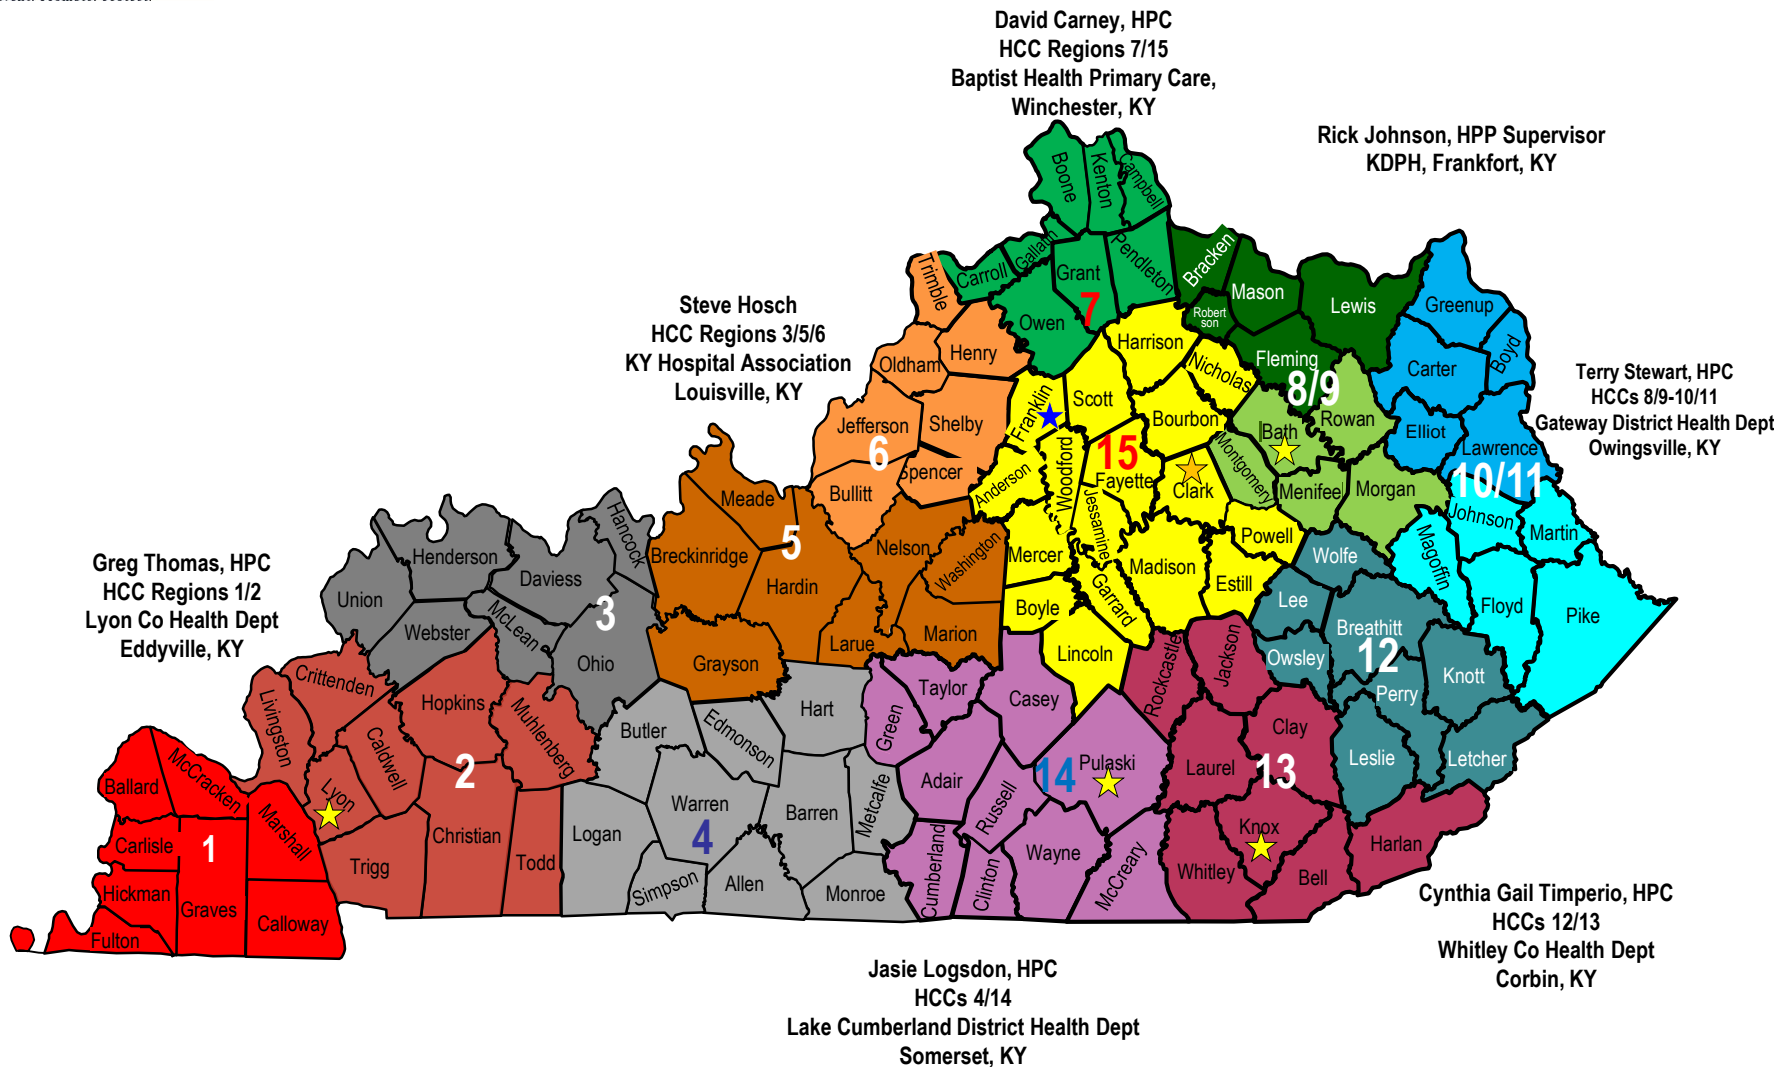 David Carney, HPC
HCC Regions 7/15
Baptist Health Primary Care,
Winchester, KY
Rick Johnson, HPP Supervisor
KDPH, Frankfort, KY
Steve Hosch
HCC Regions 3/5/6
KY Hospital Association
Louisville, KY
Terry Stewart, HPC
HCCs 8/9-10/11
Gateway District Health Dept
Owingsville, KY
Greg Thomas, HPC
HCC Regions 1/2
Lyon Co Health Dept
Eddyville, KY
Cynthia Gail Timperio, HPC
HCCs 12/13
Whitley Co Health Dept
Corbin, KY
Jasie Logsdon, HPC
HCCs 4/14
Lake Cumberland District Health Dept
Somerset, KY
Boone
Kenton
Campbell
Gallatin
Carroll
Grant
Pendleton
Owen
7
Bracken
Mason
Robert
son
Lewis
Fleming
8/9
Rowan
Bath
Montgomery
Menifee
Morgan
Greenup
Carter
Boyd
Elliot
Lawrence
10/11
Johnson
Martin
Magoffin
Floyd
Pike
Trimble
Henry
Oldham
Jefferson
Shelby
6
Spencer
Bullitt
Harrison
Nicholas
Scott
Franklin
Bourbon
15
Fayette
Woodford
Anderson
Clark
Jessamine
Mercer
Madison
Powell
Estill
Garrard
Boyle
Lincoln
Meade
Breckinridge
5
Hardin
Nelson
Washington
Marion
Larue
Grayson
Hancock
Henderson
Daviess
Union
Webster
McLean
3
Ohio
Crittenden
Livingston
Hopkins
Caldwell
Muhlenberg
Lyon
2
Christian
Trigg
Todd
Ballard
McCracken
Marshall
Carlisle
1
Hickman
Graves
Calloway
Fulton
Butler
Edmonson
Hart
Warren
4
Barren
Metcalfe
Logan
Simpson
Allen
Monroe
Green
Taylor
Casey
Adair
Russell
14
Pulaski
Cumberland
Clinton
Wayne
McCreary
Rockcastle
Jackson
Clay
Laurel
13
Knox
Whitley
Bell
Harlan
Wolfe
Lee
Breathitt
12
Owsley
Perry
Knott
Leslie
Letcher